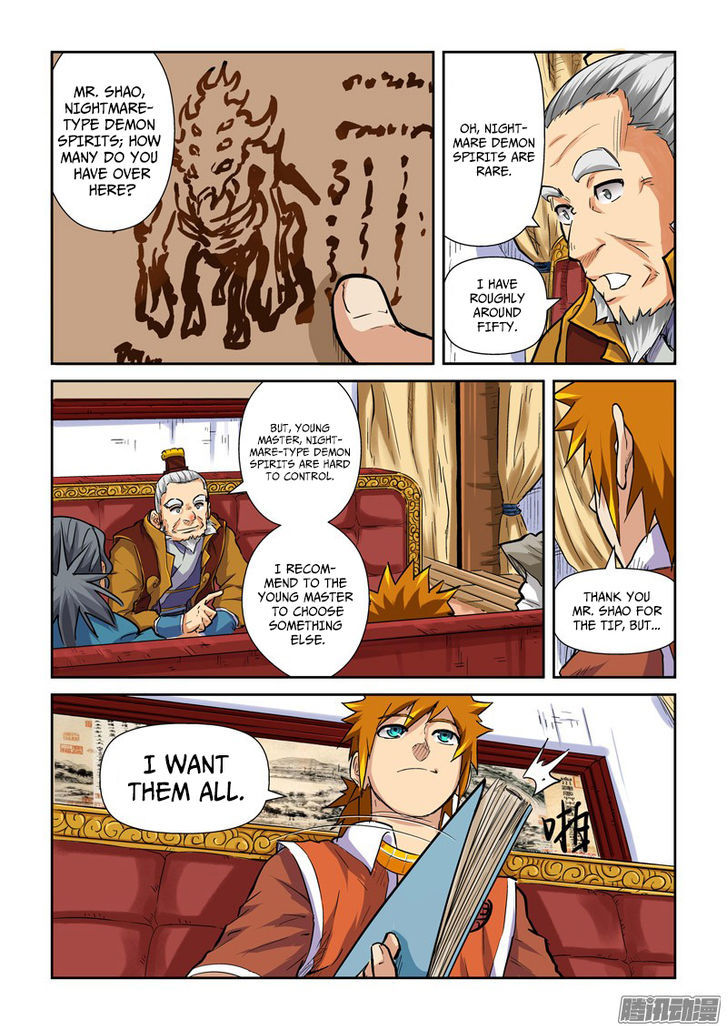 MR. SHAO,
NIGHTMARE-
TYPE DEMON
SPIRITS; HOW
MANY DO YOU
HAVE OVER
HERE?
OH, NIGHT-
MARE DEMON
SPIRITS ARE
RARE.
I HAVE
ROUGHLY
AROUND
FIFTY.
BUT, YOUNG
MASTER, NIGHT-
MARE-TYPE DEMON
SPIRITS ARE HARD
TO CONTROL.
I RECOM-
MEND TO THE
YOUNG MASTER
TO CHOOSE
SOMETHING
ELSE.
THANK YOU
MR. SHAO FOR
THE TIP, BUT...
I WANT
THEM ALL.
啪
腾讯动漫